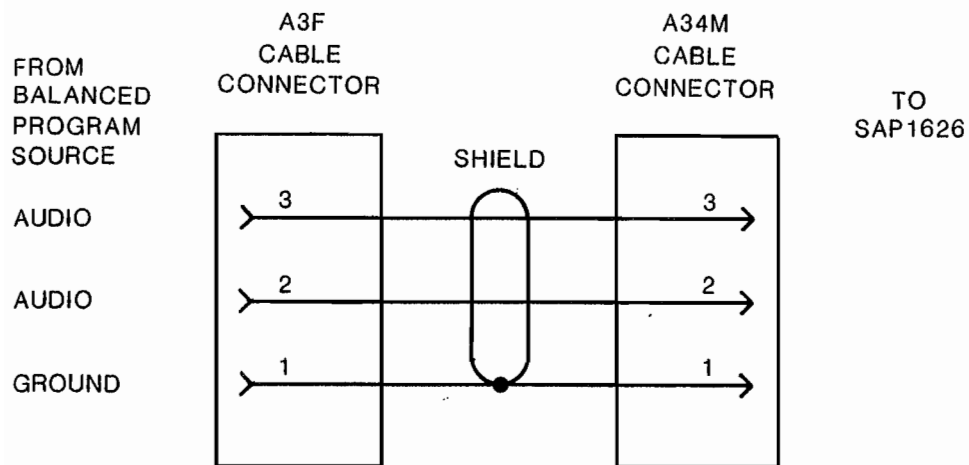 FROM
BALANCED
PROGRAM
SOURCE
A3F
CABLE
CONNECTOR
A34M
CABLE
CONNECTOR
TO
SAP1626
SHIELD
AUDIO
3
3
AUDIO
2
2
GROUND
1
1